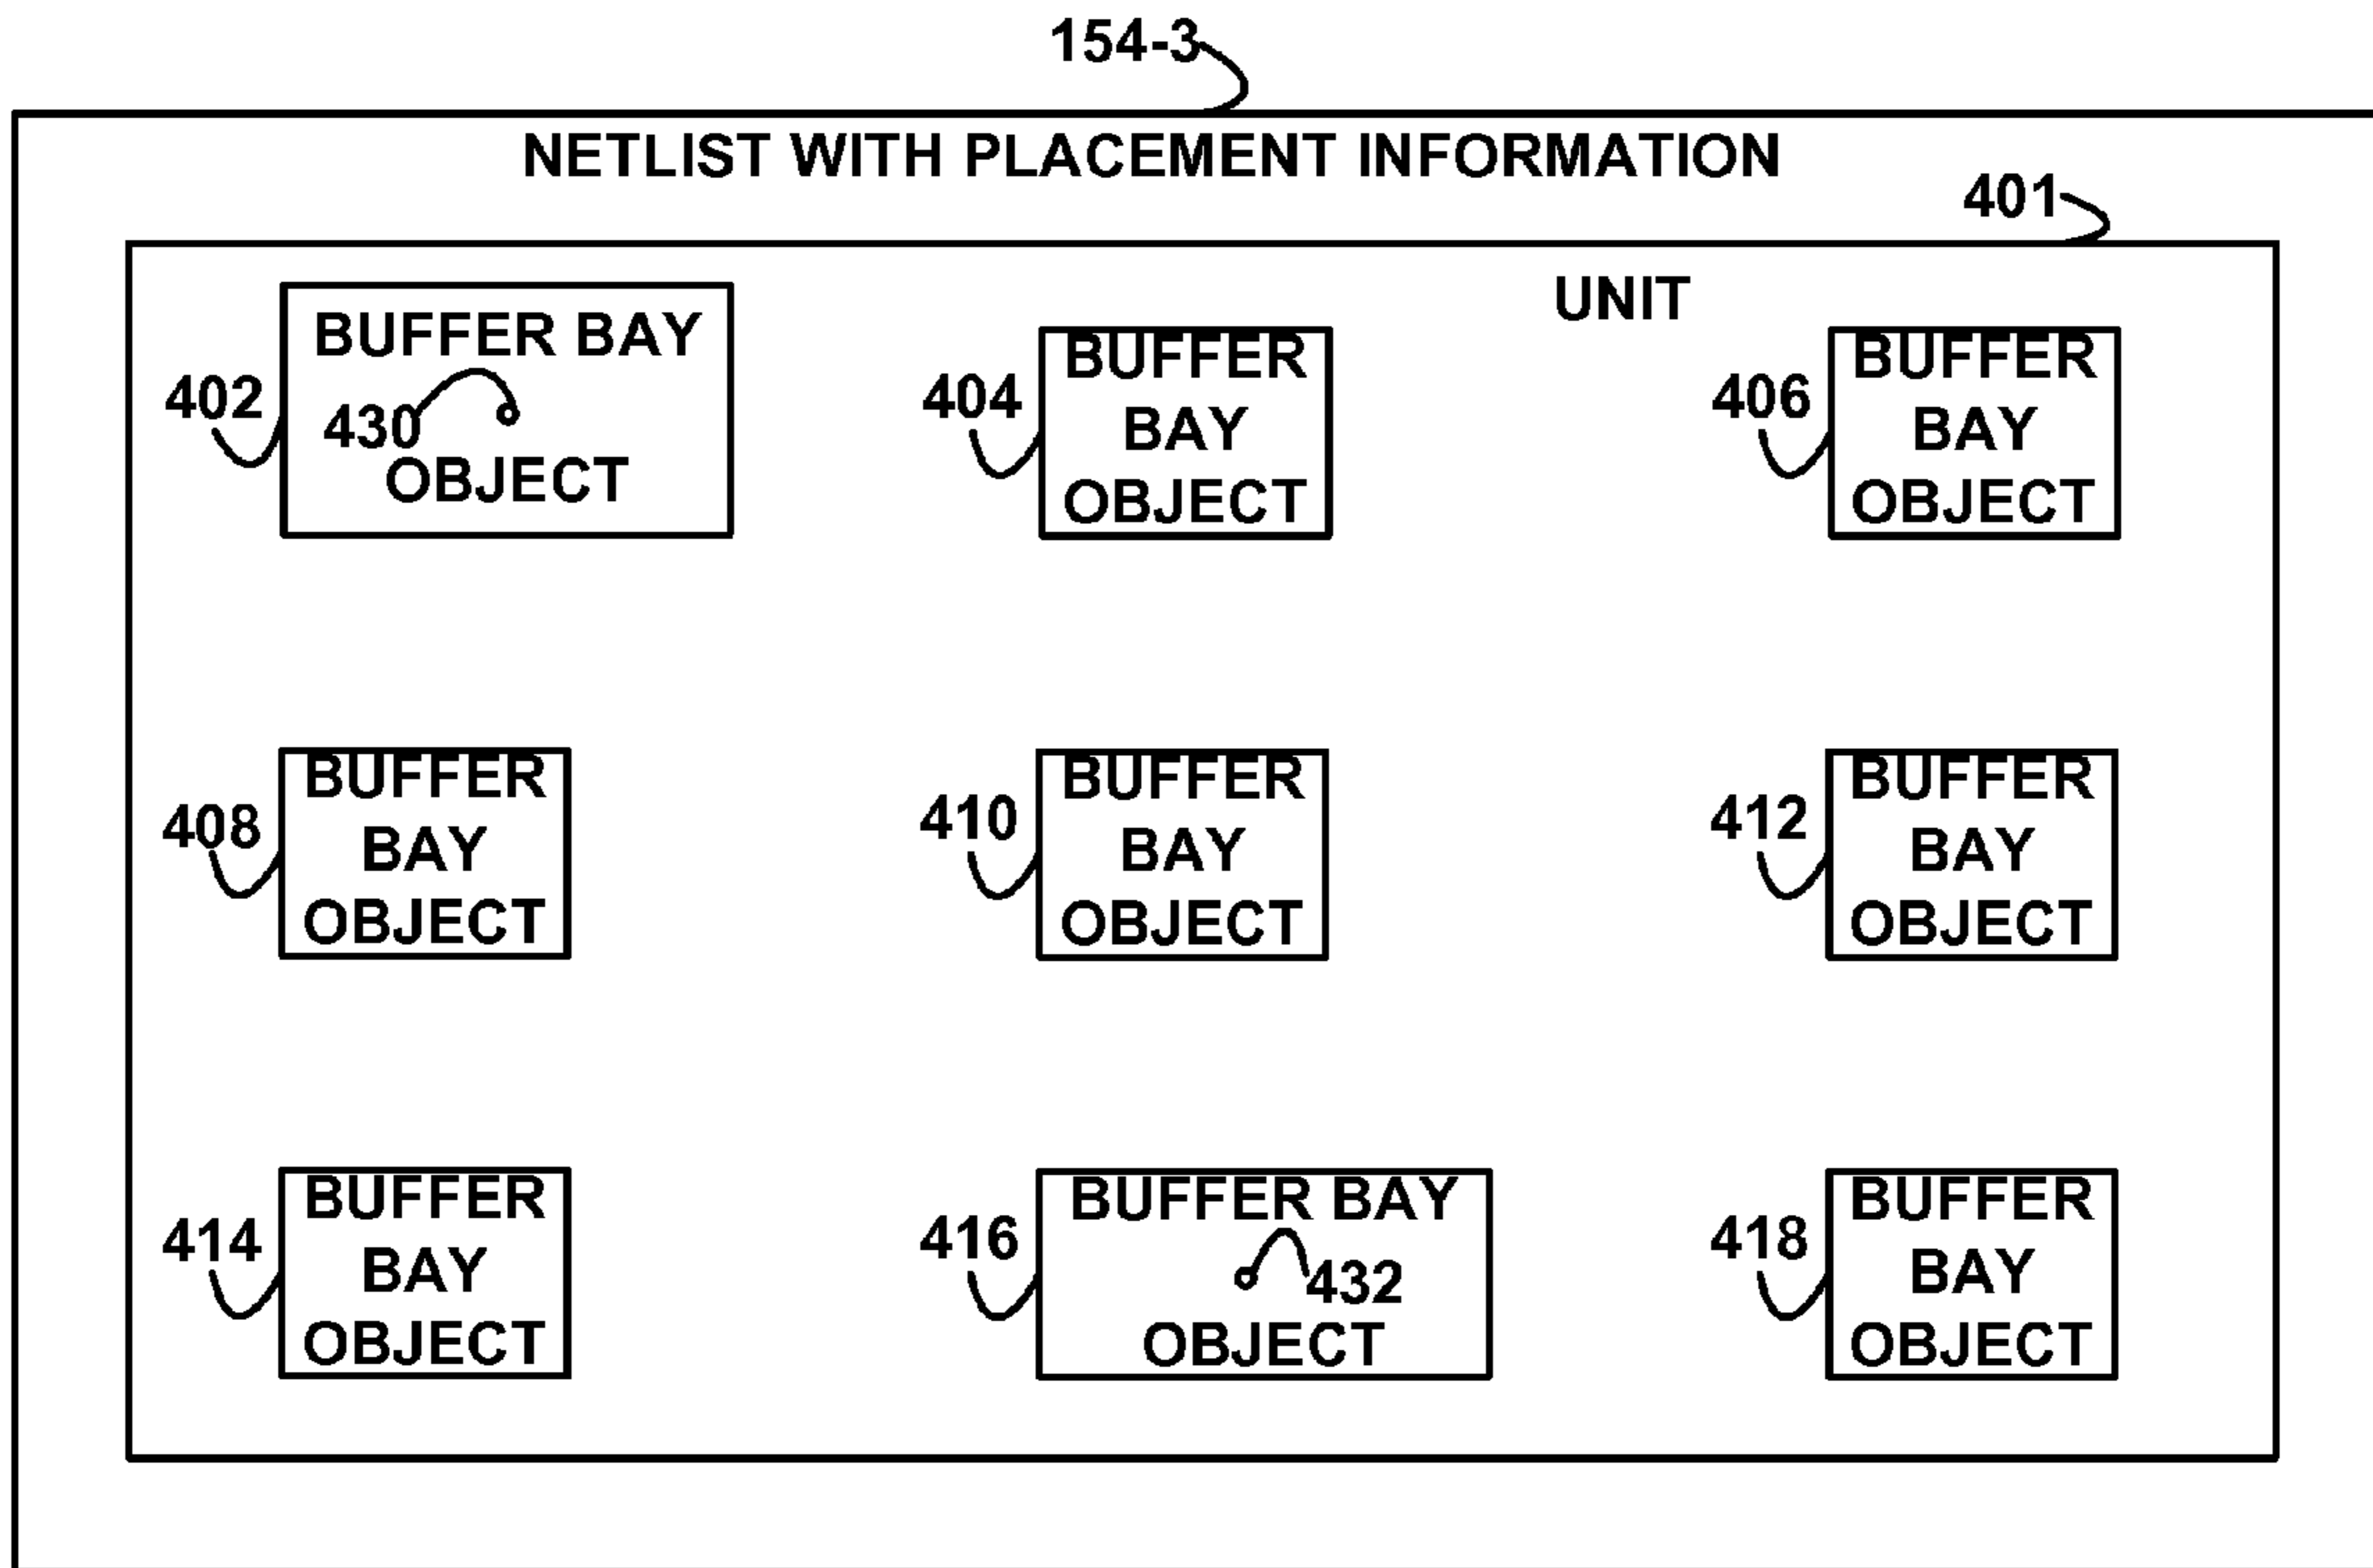 154-3
NETLIST WITH PLACEMENT INFORMATION
401
UNIT
402
BUFFER BAY
430
OBJECT
404
BUFFER
BAY
OBJECT
406
BUFFER
BAY
OBJECT
408
BUFFER
BAY
OBJECT
410
BUFFER
BAY
OBJECT
412
BUFFER
BAY
OBJECT
414
BUFFER
BAY
OBJECT
416
BUFFER BAY
432
OBJECT
418
BUFFER
BAY
OBJECT